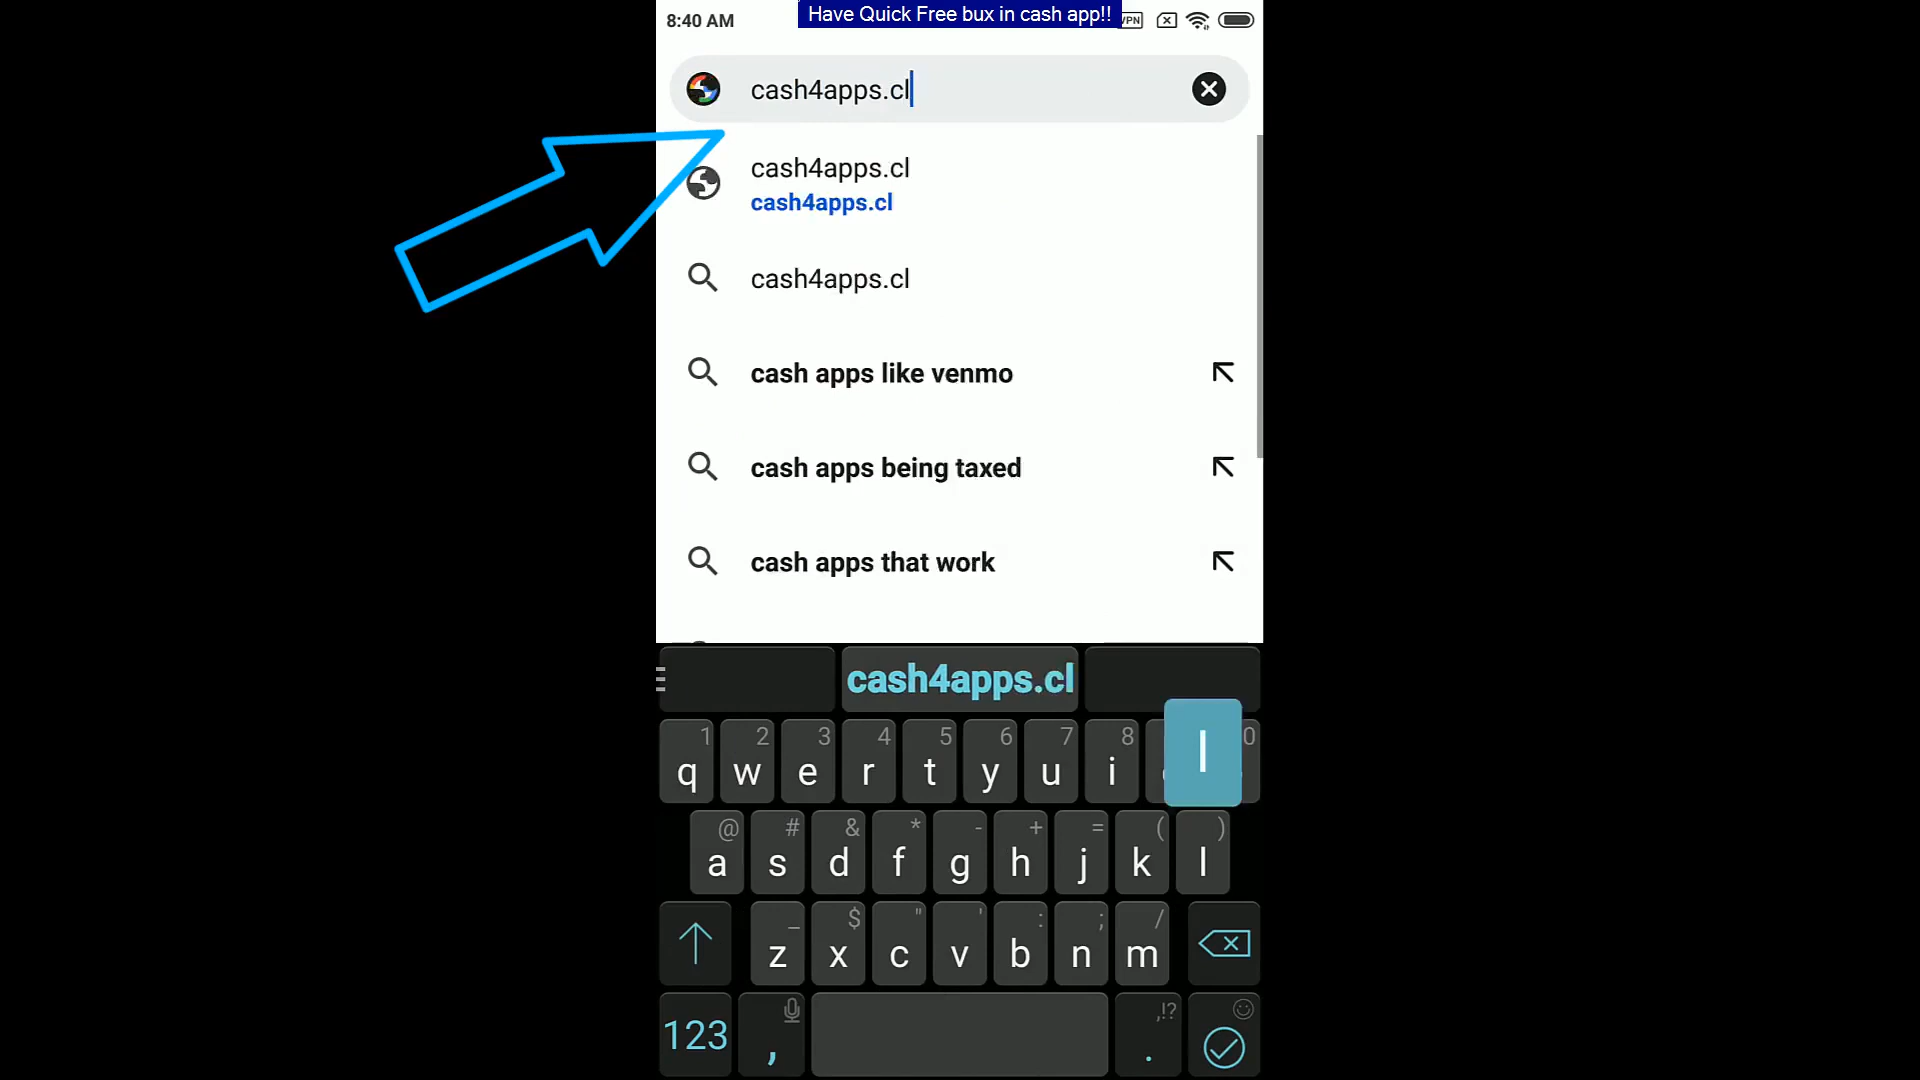 8:40 AM
Have Quick Free bux in cash app!!
VPN
cash4apps.cl
cash4apps.cl
cash4apps.cl
cash4apps.cl
cash apps like venmo
cash apps being taxed
cash apps that work
cash4apps.cl
1 2 3 4 5 6 7 8 0
q w e r t y u i l
@ # & * - + = ( )
a s d f g h j k l
_ $ " ' : ; /
z x c v b n m
,!?
123 , .